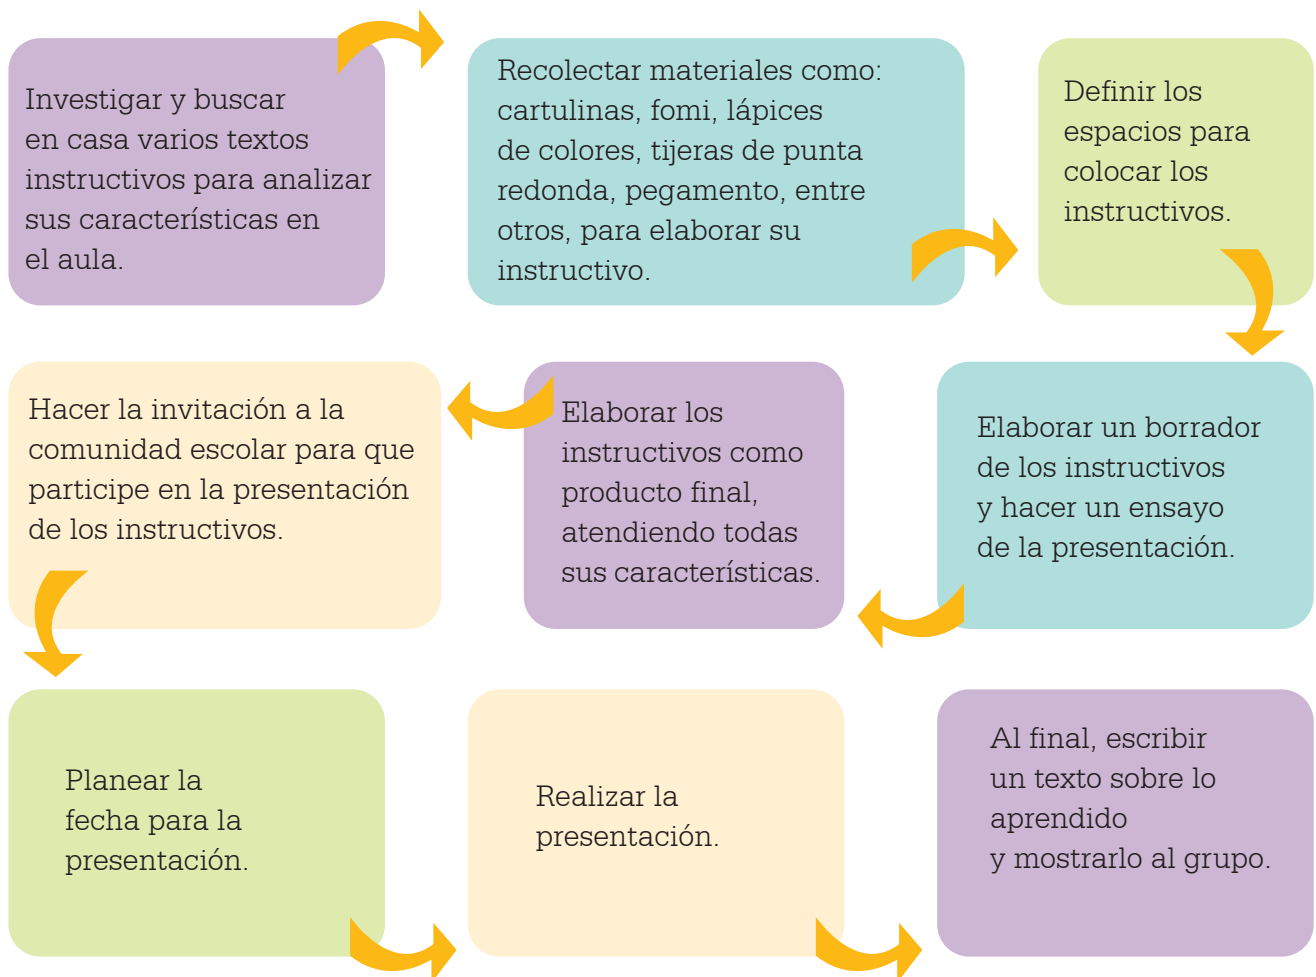 Investigar y buscar
en casa varios textos
instructivos para analizar
sus características en
el aula.
Recolectar materiales como:
cartulinas, fomi, lápices
de colores, tijeras de punta
redonda, pegamento, entre
otros, para elaborar su
instructivo.
Definir los
espacios para
colocar los
instructivos.
Elaborar un borrador
de los instructivos
y hacer un ensayo
de la presentación.
Elaborar los
instructivos como
producto final,
atendiendo todas
sus características.
Hacer la invitación a la
comunidad escolar para que
participe en la presentación
de los instructivos.
Planear la
fecha para la
presentación.
Realizar la
presentación.
Al final, escribir
un texto sobre lo
aprendido
y mostrarlo al grupo.